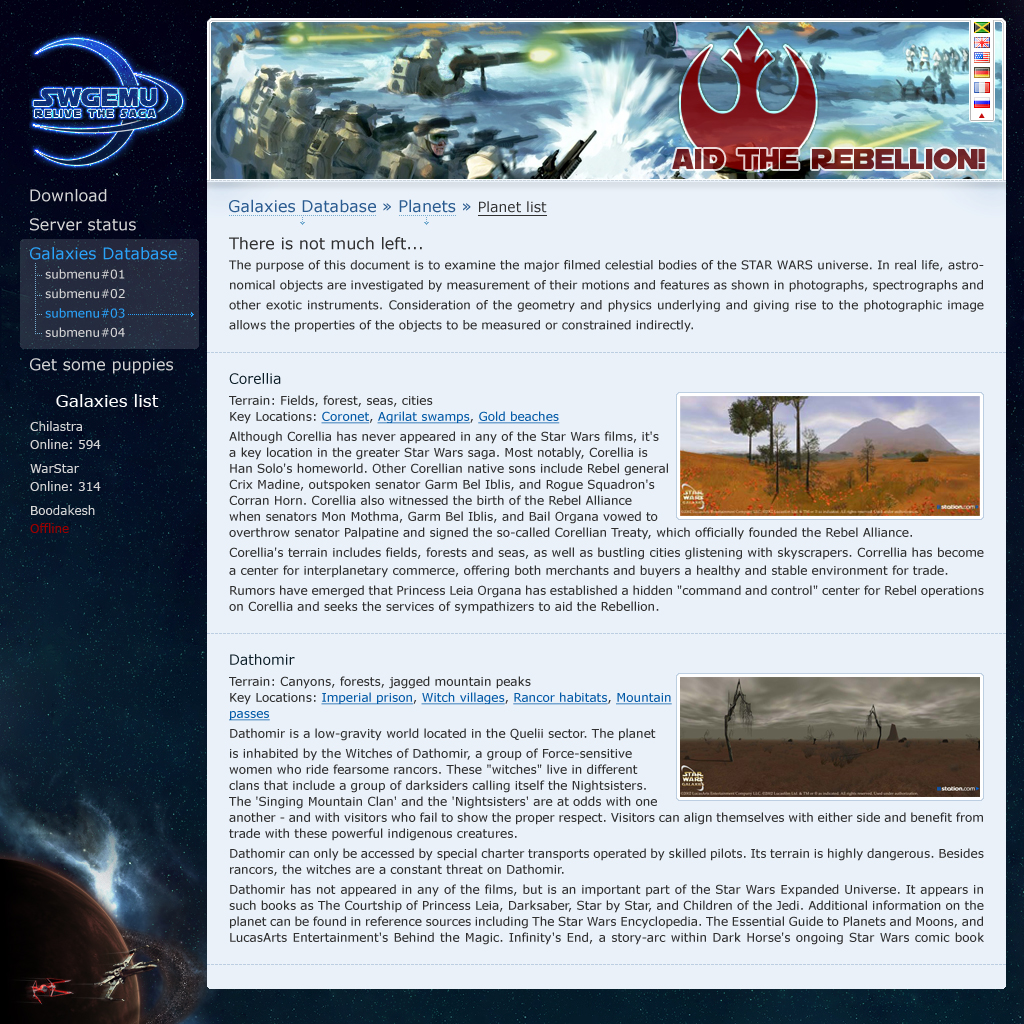 SWGEMU
RELIVE THE SAGA
AID THE REBELLION!
Download
Server status
Galaxies Database
submenu#01
submenu#02
submenu#03
submenu#04
Get some puppies
Galaxies list
Chilastra
Online: 594
WarStar
Online: 314
Boodakesh
Offline
Galaxies Database » Planets » Planet list
There is not much left...
The purpose of this document is to examine the major filmed celestial bodies of the STAR WARS universe. In real life, astro-
nomical objects are investigated by measurement of their motions and features as shown in photographs, spectrographs and
other exotic instruments. Consideration of the geometry and physics underlying and giving rise to the photographic image
allows the properties of the objects to be measured or constrained indirectly.
Corellia
Terrain: Fields, forest, seas, cities
Key Locations: Coronet, Agrilat swamps, Gold beaches
Although Corellia has never appeared in any of the Star Wars films, it's
a key location in the greater Star Wars saga. Most notably, Corellia is
Han Solo's homeworld. Other Corellian native sons include Rebel general
Crix Madine, outspoken senator Garm Bel Iblis, and Rogue Squadron's
Corran Horn. Corellia also witnessed the birth of the Rebel Alliance
when senators Mon Mothma, Garm Bel Iblis, and Bail Organa vowed to
overthrow senator Palpatine and signed the so-called Corellian Treaty, which officially founded the Rebel Alliance.
STAR WARS
station.com
Corellia's terrain includes fields, forests and seas, as well as bustling cities glistening with skyscrapers. Correllia has become
a center for interplanetary commerce, offering both merchants and buyers a healthy and stable environment for trade.
Rumors have emerged that Princess Leia Organa has established a hidden "command and control" center for Rebel operations
on Corellia and seeks the services of sympathizers to aid the Rebellion.
Dathomir
Terrain: Canyons, forests, jagged mountain peaks
Key Locations: Imperial prison, Witch villages, Rancor habitats, Mountain
passes
Dathomir is a low-gravity world located in the Quelii sector. The planet
is inhabited by the Witches of Dathomir, a group of Force-sensitive
women who ride fearsome rancors. These "witches" live in different
clans that include a group of darksiders calling itself the Nightsisters.
The 'Singing Mountain Clan' and the 'Nightsisters' are at odds with one
another - and with visitors who fail to show the proper respect. Visitors can align themselves with either side and benefit from
trade with these powerful indigenous creatures.
STAR WARS
station.com
Dathomir can only be accessed by special charter transports operated by skilled pilots. Its terrain is highly dangerous. Besides
rancors, the witches are a constant threat on Dathomir.
Dathomir has not appeared in any of the films, but is an important part of the Star Wars Expanded Universe. It appears in
such books as The Courtship of Princess Leia, Darksaber, Star by Star, and Children of the Jedi. Additional information on the
planet can be found in reference sources including The Star Wars Encyclopedia. The Essential Guide to Planets and Moons, and
LucasArts Entertainment's Behind the Magic. Infinity's End, a story-arc within Dark Horse's ongoing Star Wars comic book